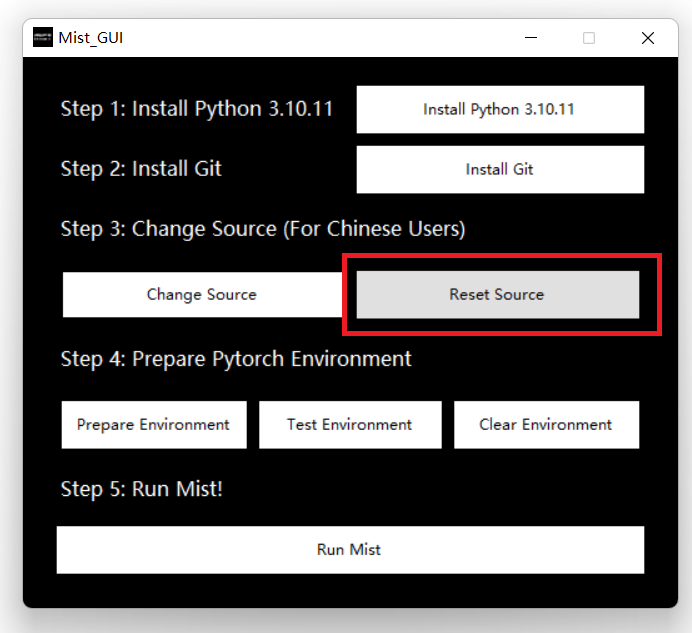 Mist_GUI
Step 1: Install Python 3.10.11
Install Python 3.10.11
Step 2: Install Git
Install Git
Step 3: Change Source (For Chinese Users)
Change Source
Reset Source
Step 4: Prepare Pytorch Environment
Prepare Environment
Test Environment
Clear Environment
Step 5: Run Mist!
Run Mist